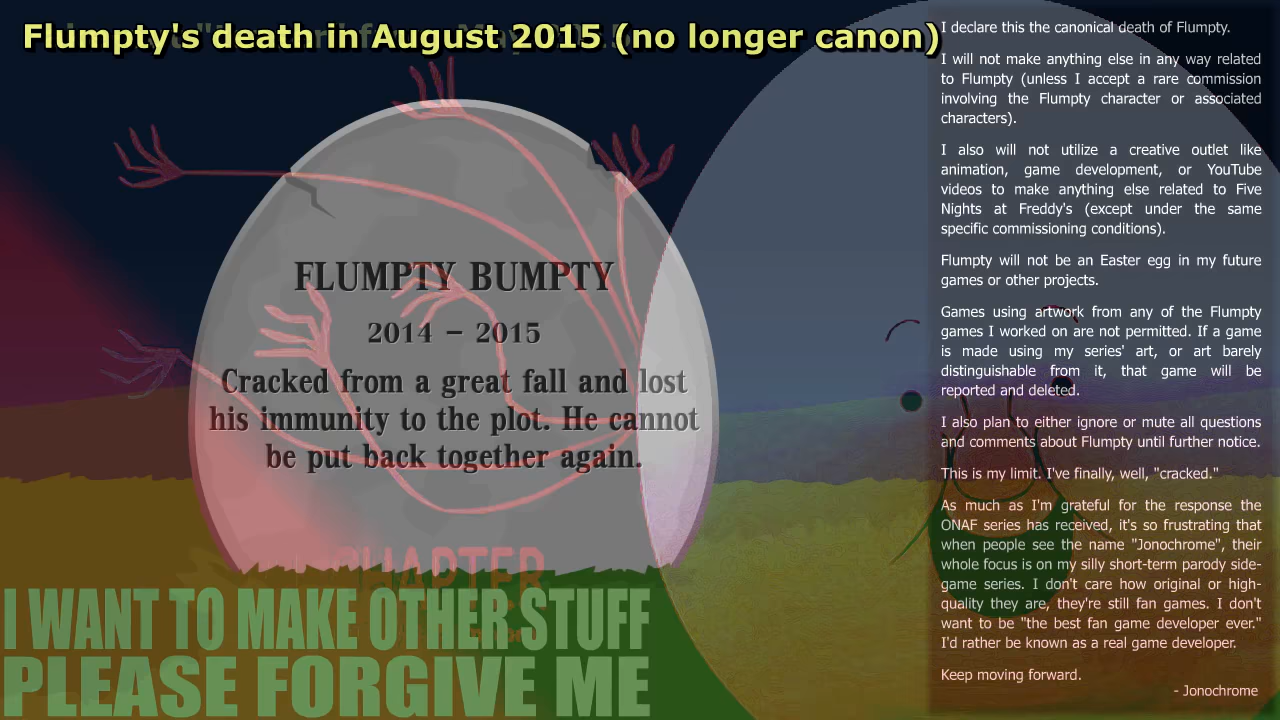 Flumpty's death in August 2015 (no longer canon)
FLUMPTY BUMPTY
2014 – 2015
Cracked from a great fall and lost
his immunity to the plot. He cannot
be put back together again.
CHAPTER
I WANT TO MAKE OTHER STUFF
PLEASE FORGIVE ME
I declare this the canonical death of Flumpty.
I will not make anything else in any way related
to Flumpty (unless I accept a rare commission
involving the Flumpty character or associated
characters).
I also will not utilize a creative outlet like
animation, game development, or YouTube
videos to make anything else related to Five
Nights at Freddy's (except under the same
specific commissioning conditions).
Flumpty will not be an Easter egg in my future
games or other projects.
Games using artwork from any of the Flumpty
games I worked on are not permitted. If a game
is made using my series' art, or art barely
distinguishable from it, that game will be
reported and deleted.
I also plan to either ignore or mute all questions
and comments about Flumpty until further notice.
This is my limit. I've finally, well, "cracked."
As much as I'm grateful for the response the
ONAF series has received, it's so frustrating that
when people see the name "Jonochrome", their
whole focus is on my silly short-term parody side-
game series. I don't care how original or high-
quality they are, they're still fan games. I don't
want to be "the best fan game developer ever."
I'd rather be known as a real game developer.
Keep moving forward.
- Jonochrome